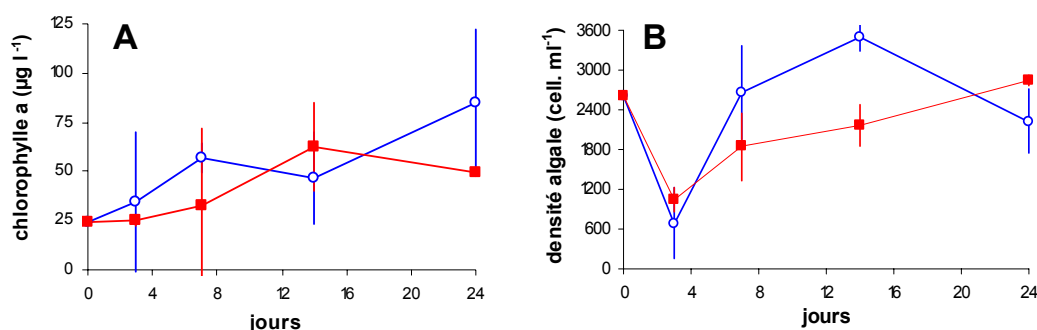 A
chlorophylle a (µg l⁻¹)
125
100
75
50
25
0
0 4 8 12 16 20 24
jours
B
densité algale (cell. ml⁻¹)
3600
3000
2400
1800
1200
600
0
0 4 8 12 16 20 24
jours